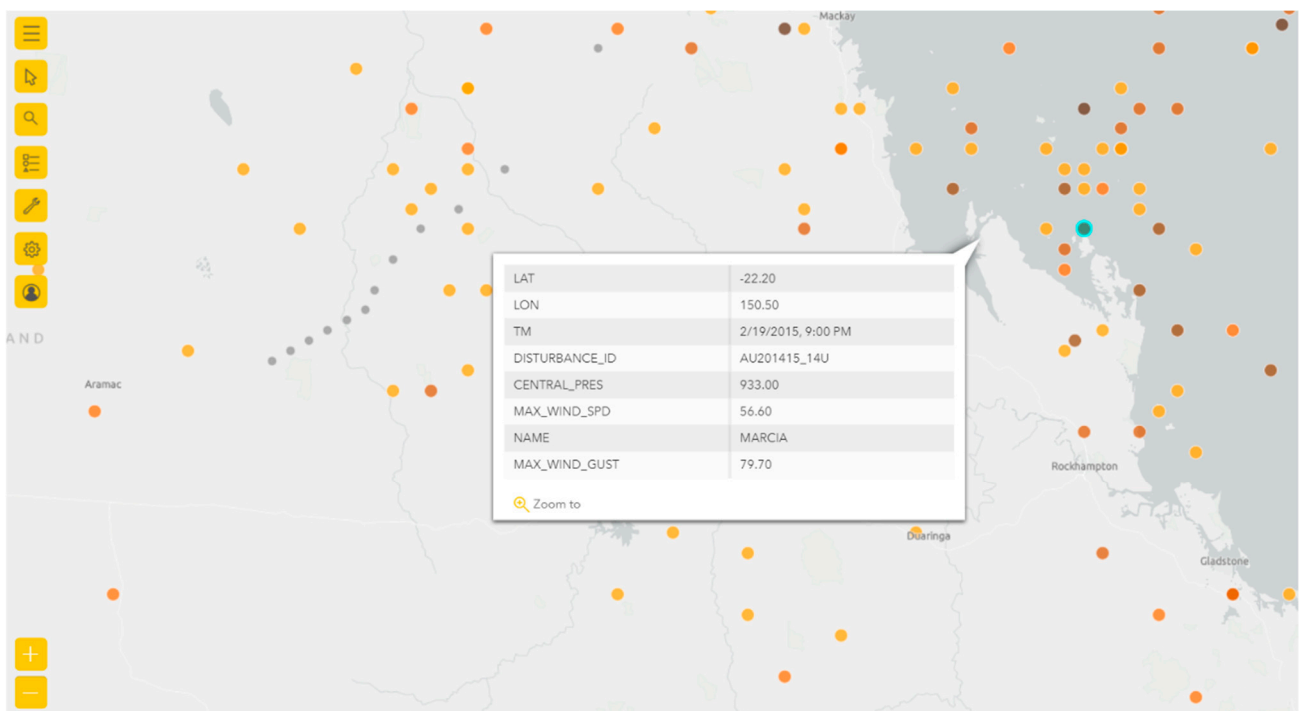 Mackay
AND
Aramac
LAT -22.20
LON 150.50
TM 2/19/2015, 9:00 PM
DISTURBANCE_ID AU201415_14U
CENTRAL_PRES 933.00
MAX_WIND_SPD 56.60
NAME MARCIA
MAX_WIND_GUST 79.70
Zoom to
Rockhampton
Duaringa
Gladstone